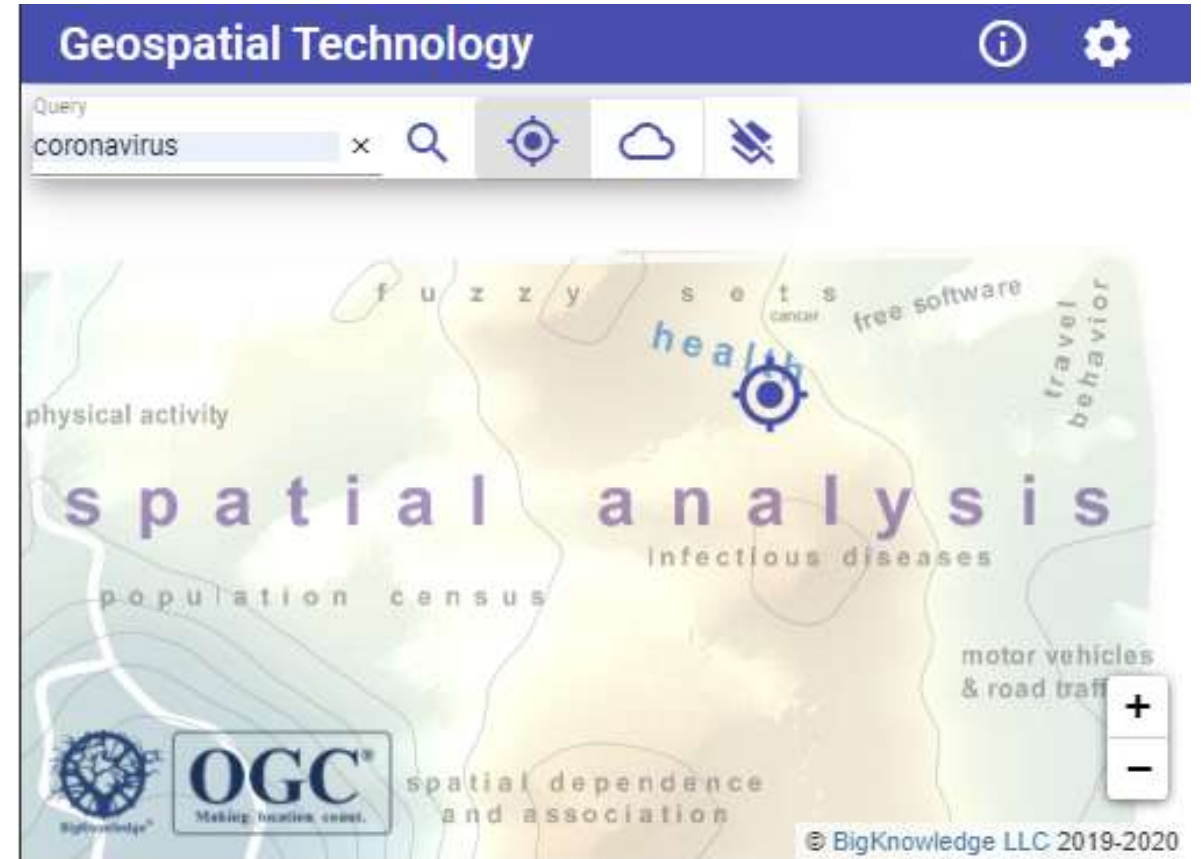 Geospatial Technology
Query
coronavirus
fuzzy sets
cancer
free software
travel
behavior
health
physical activity
spatial analysis
infectious diseases
population census
motor vehicles
& road traff
+
−
BigKnowledge®
OGC®
Making location count.
spatial dependence
and association
© BigKnowledge LLC 2019-2020